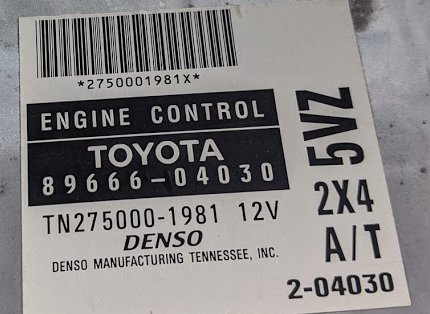 *2750001981X*
ENGINE CONTROL
TOYOTA
89666-04030
TN275000-1981 12V
DENSO
DENSO MANUFACTURING TENNESSEE, INC.
5VZ
2X4
A/T
2-04030